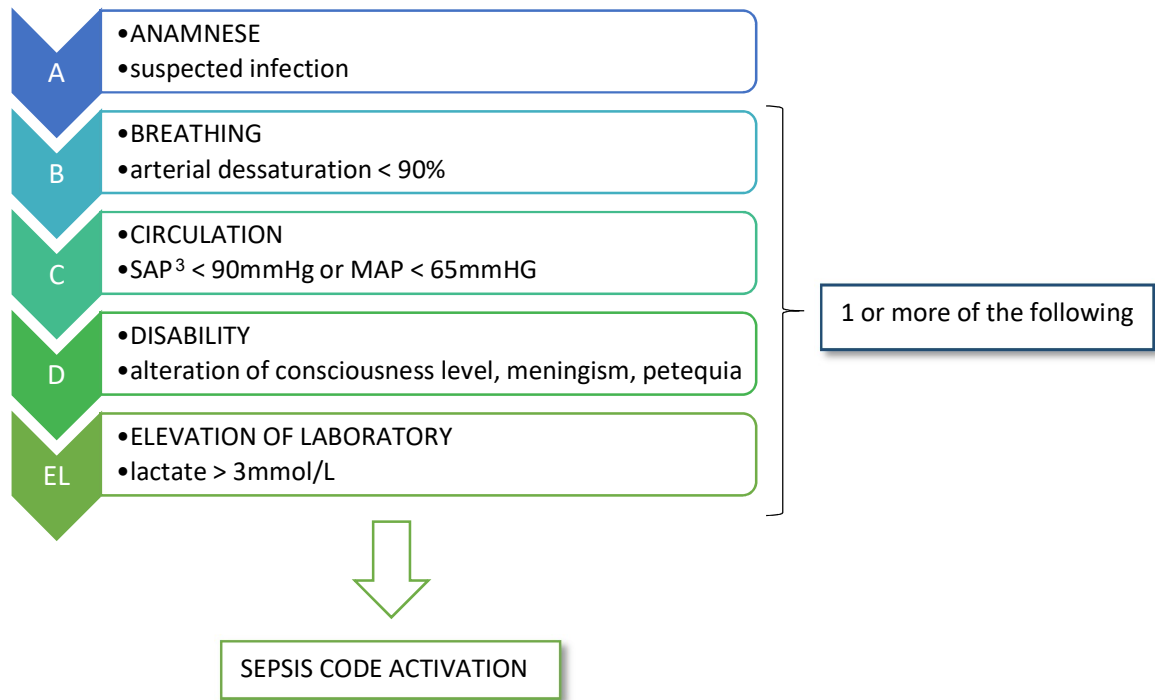 A
•ANAMNESE
•suspected infection
B
•BREATHING
•arterial dessaturation < 90%
C
•CIRCULATION
•SAP³ < 90mmHg or MAP < 65mmHG
D
•DISABILITY
•alteration of consciousness level, meningism, petequia
EL
•ELEVATION OF LABORATORY
•lactate > 3mmol/L
1 or more of the following
SEPSIS CODE ACTIVATION